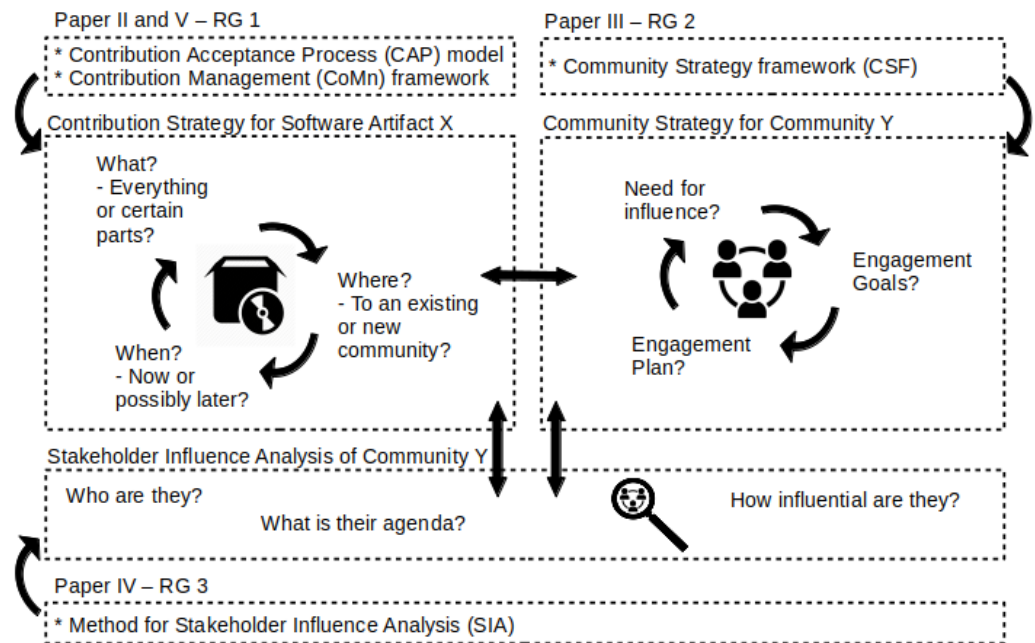 Paper II and V – RG 1
* Contribution Acceptance Process (CAP) model
* Contribution Management (CoMn) framework
Paper III – RG 2
* Community Strategy framework (CSF)
Contribution Strategy for Software Artifact X
What?
- Everything
or certain
parts?
Where?
- To an existing
or new
community?
When?
- Now or
possibly later?
Community Strategy for Community Y
Need for
influence?
Engagement
Goals?
Engagement
Plan?
Stakeholder Influence Analysis of Community Y
Who are they?
What is their agenda?
How influential are they?
Paper IV – RG 3
* Method for Stakeholder Influence Analysis (SIA)